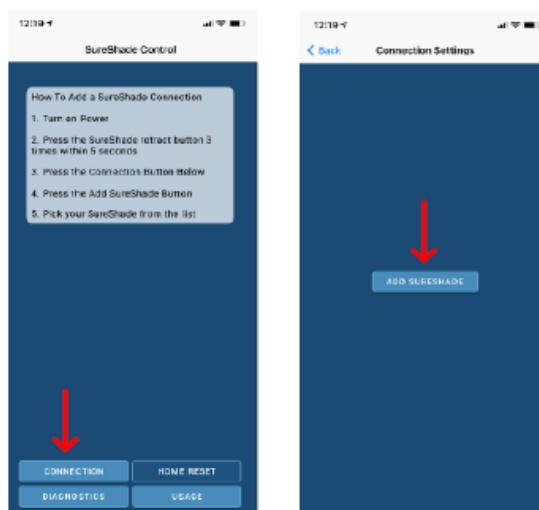 12:19
SureShade Control
How To Add a SureShade Connection
1. Turn on Power
2. Press the SureShade retract button 3
times within 5 seconds
3. Press the Connection Button Below
4. Press the Add SureShade Button
5. Pick your SureShade from the list
CONNECTION
HOME RESET
DIAGNOSTICS
USAGE
12:19
Back
Connection Settings
ADD SURESHADE